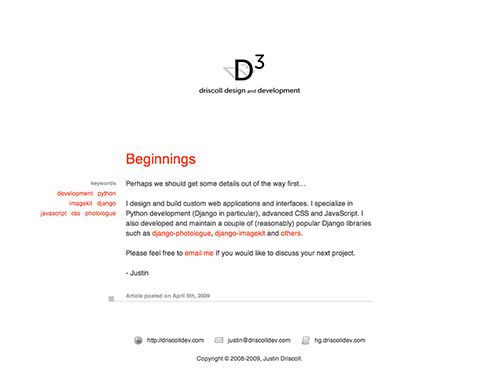 D3
driscoll design and development
Beginnings
keywords
development python
imagekit django
javascript css photologue
Perhaps we should get some details out of the way first...
I design and build custom web applications and interfaces. I specialize in
Python development (Django in particular), advanced CSS and JavaScript. I
also developed and maintain a couple of (reasonably) popular Django libraries
such as django-photologue, django-imagekit and others.
Please feel free to email me If you would like to discuss your next project.
- Justin
Article posted on April 5th, 2009
http://driscolldev.com justin@driscolldev.com hg.driscolldev.com
Copyright © 2008-2009, Justin Driscoll.